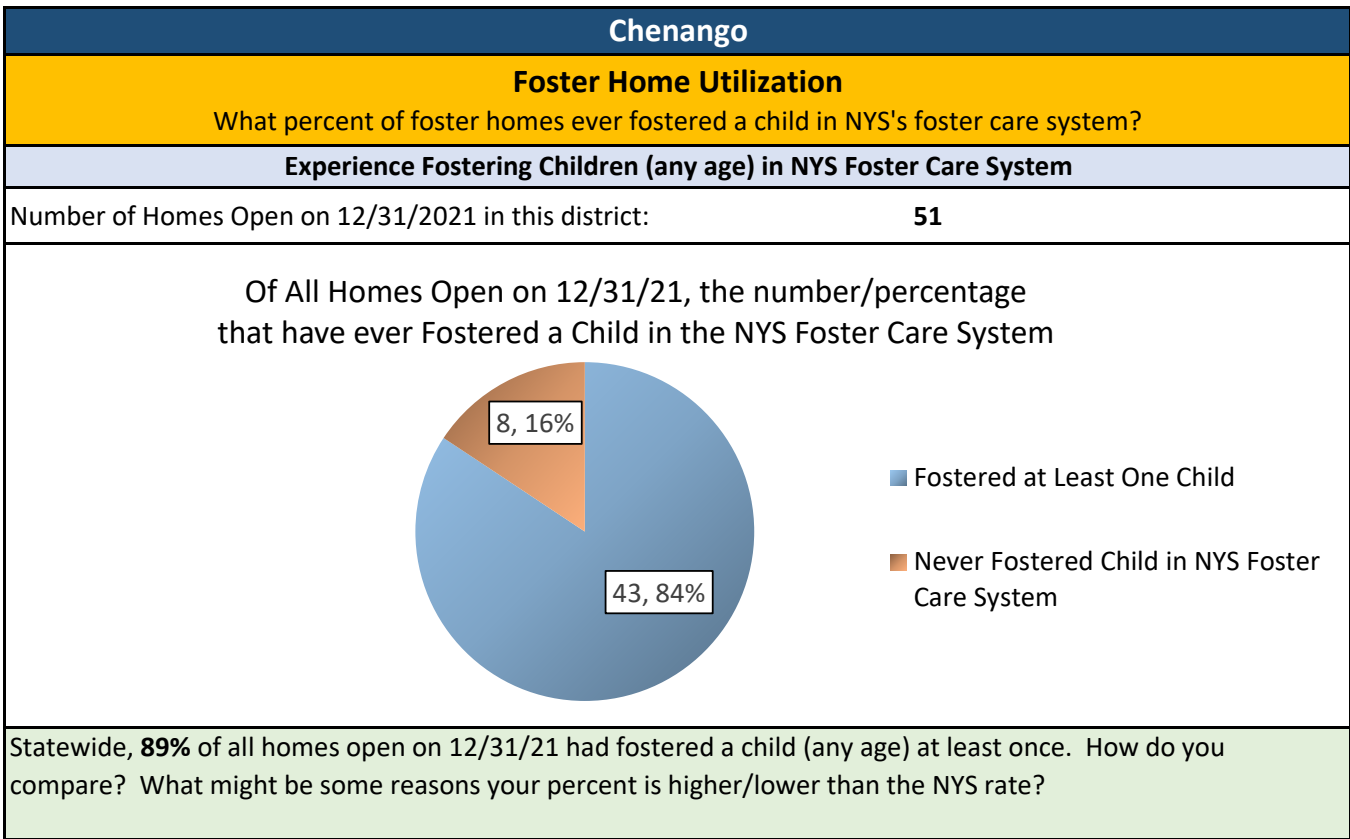 Chenango
Foster Home Utilization
What percent of foster homes ever fostered a child in NYS's foster care system?
Experience Fostering Children (any age) in NYS Foster Care System
Number of Homes Open on 12/31/2021 in this district: 51
Of All Homes Open on 12/31/21, the number/percentage
that have ever Fostered a Child in the NYS Foster Care System
8, 16%
43, 84%
Fostered at Least One Child
Never Fostered Child in NYS Foster
Care System
Statewide, 89% of all homes open on 12/31/21 had fostered a child (any age) at least once. How do you
compare? What might be some reasons your percent is higher/lower than the NYS rate?